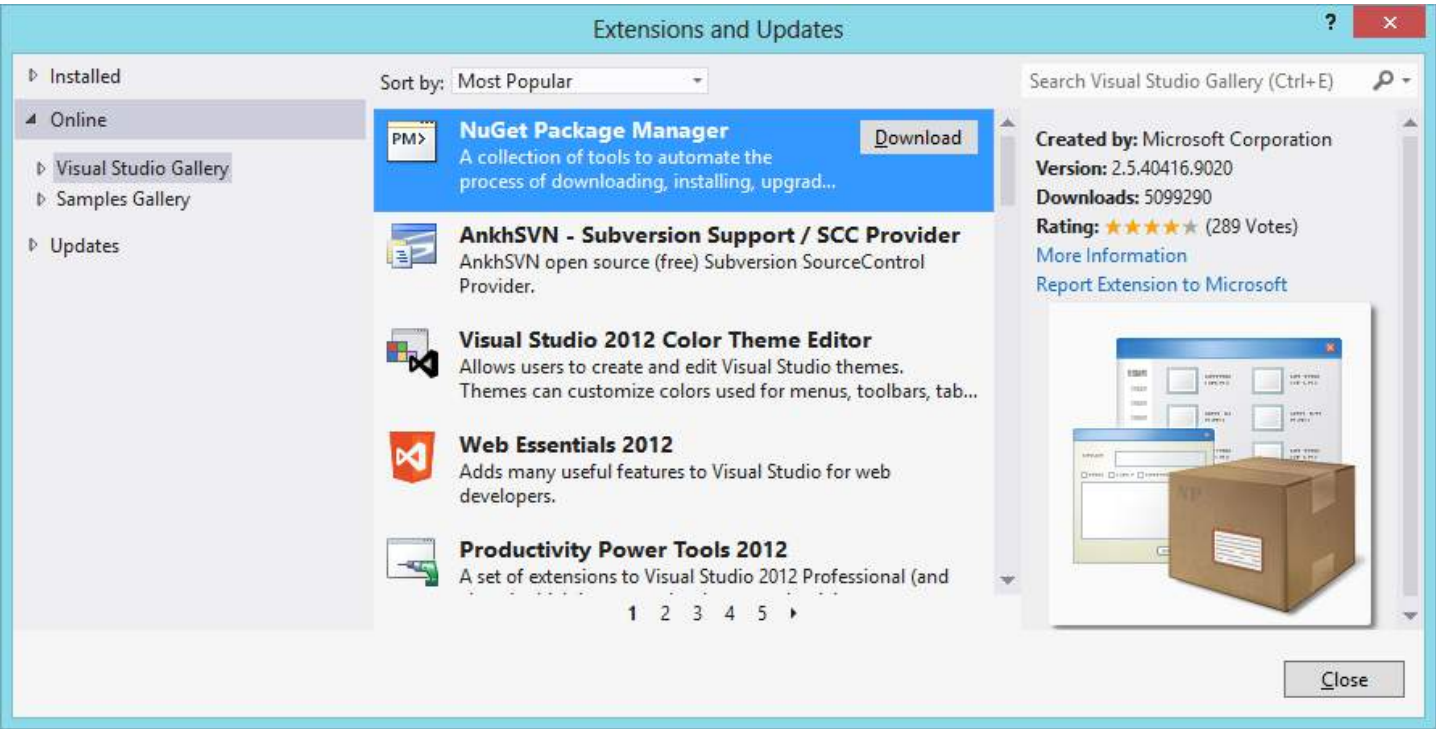 Extensions and Updates
?
Installed
Online
Visual Studio Gallery
Samples Gallery
Updates
Sort by: Most Popular
PM>
NuGet Package Manager
Download
A collection of tools to automate the
process of downloading, installing, upgrad...
AnkhSVN - Subversion Support / SCC Provider
AnkhSVN open source (free) Subversion SourceControl
Provider.
Visual Studio 2012 Color Theme Editor
Allows users to create and edit Visual Studio themes.
Themes can customize colors used for menus, toolbars, tab...
Web Essentials 2012
Adds many useful features to Visual Studio for web
developers.
Productivity Power Tools 2012
A set of extensions to Visual Studio 2012 Professional (and
1 2 3 4 5
Search Visual Studio Gallery (Ctrl+E)
Created by: Microsoft Corporation
Version: 2.5.40416.9020
Downloads: 5099290
Rating: (289 Votes)
More Information
Report Extension to Microsoft
Close